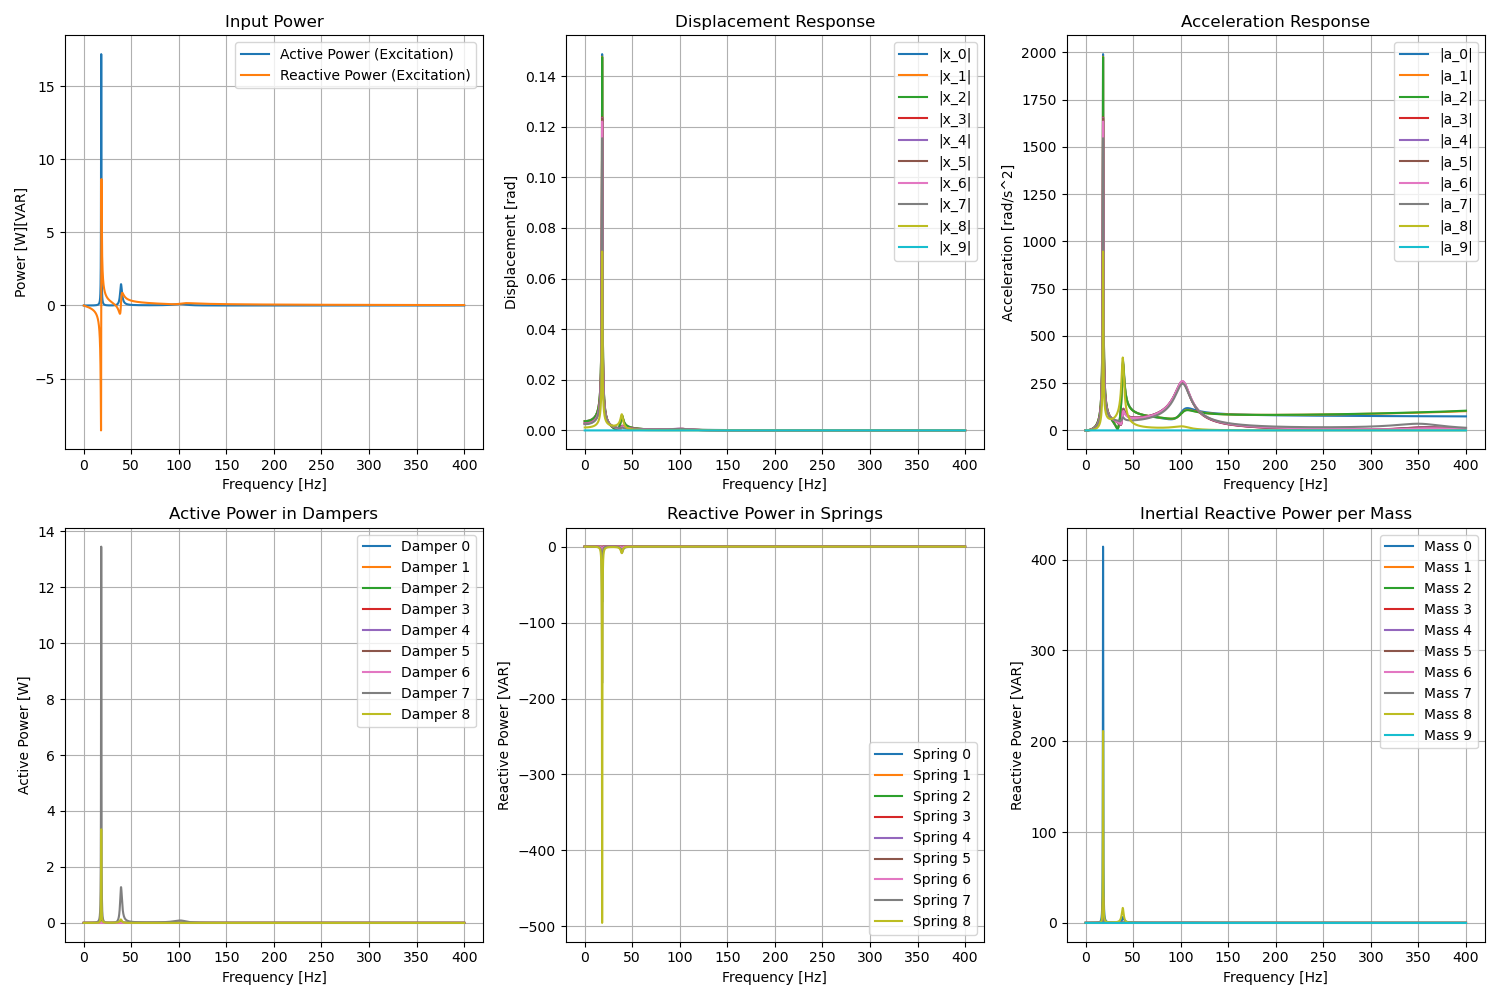 Input Power
Power [W][VAR]
Active Power (Excitation)
Reactive Power (Excitation)
15
10
5
0
−5
0 50 100 150 200 250 300 350 400
Frequency [Hz]
Displacement Response
Displacement [rad]
|x_0|
|x_1|
|x_2|
|x_3|
|x_4|
|x_5|
|x_6|
|x_7|
|x_8|
|x_9|
0.14
0.12
0.10
0.08
0.06
0.04
0.02
0.00
0 50 100 150 200 250 300 350 400
Frequency [Hz]
Acceleration Response
Acceleration [rad/s^2]
|a_0|
|a_1|
|a_2|
|a_3|
|a_4|
|a_5|
|a_6|
|a_7|
|a_8|
|a_9|
2000
1750
1500
1250
1000
750
500
250
0
0 50 100 150 200 250 300 350 400
Frequency [Hz]
Active Power in Dampers
Active Power [W]
Damper 0
Damper 1
Damper 2
Damper 3
Damper 4
Damper 5
Damper 6
Damper 7
Damper 8
14
12
10
8
6
4
2
0
0 50 100 150 200 250 300 350 400
Frequency [Hz]
Reactive Power in Springs
Reactive Power [VAR]
0
−100
−200
−300
−400
−500
Spring 0
Spring 1
Spring 2
Spring 3
Spring 4
Spring 5
Spring 6
Spring 7
Spring 8
0 50 100 150 200 250 300 350 400
Frequency [Hz]
Inertial Reactive Power per Mass
Reactive Power [VAR]
Mass 0
Mass 1
Mass 2
Mass 3
Mass 4
Mass 5
Mass 6
Mass 7
Mass 8
Mass 9
400
300
200
100
0
0 50 100 150 200 250 300 350 400
Frequency [Hz]